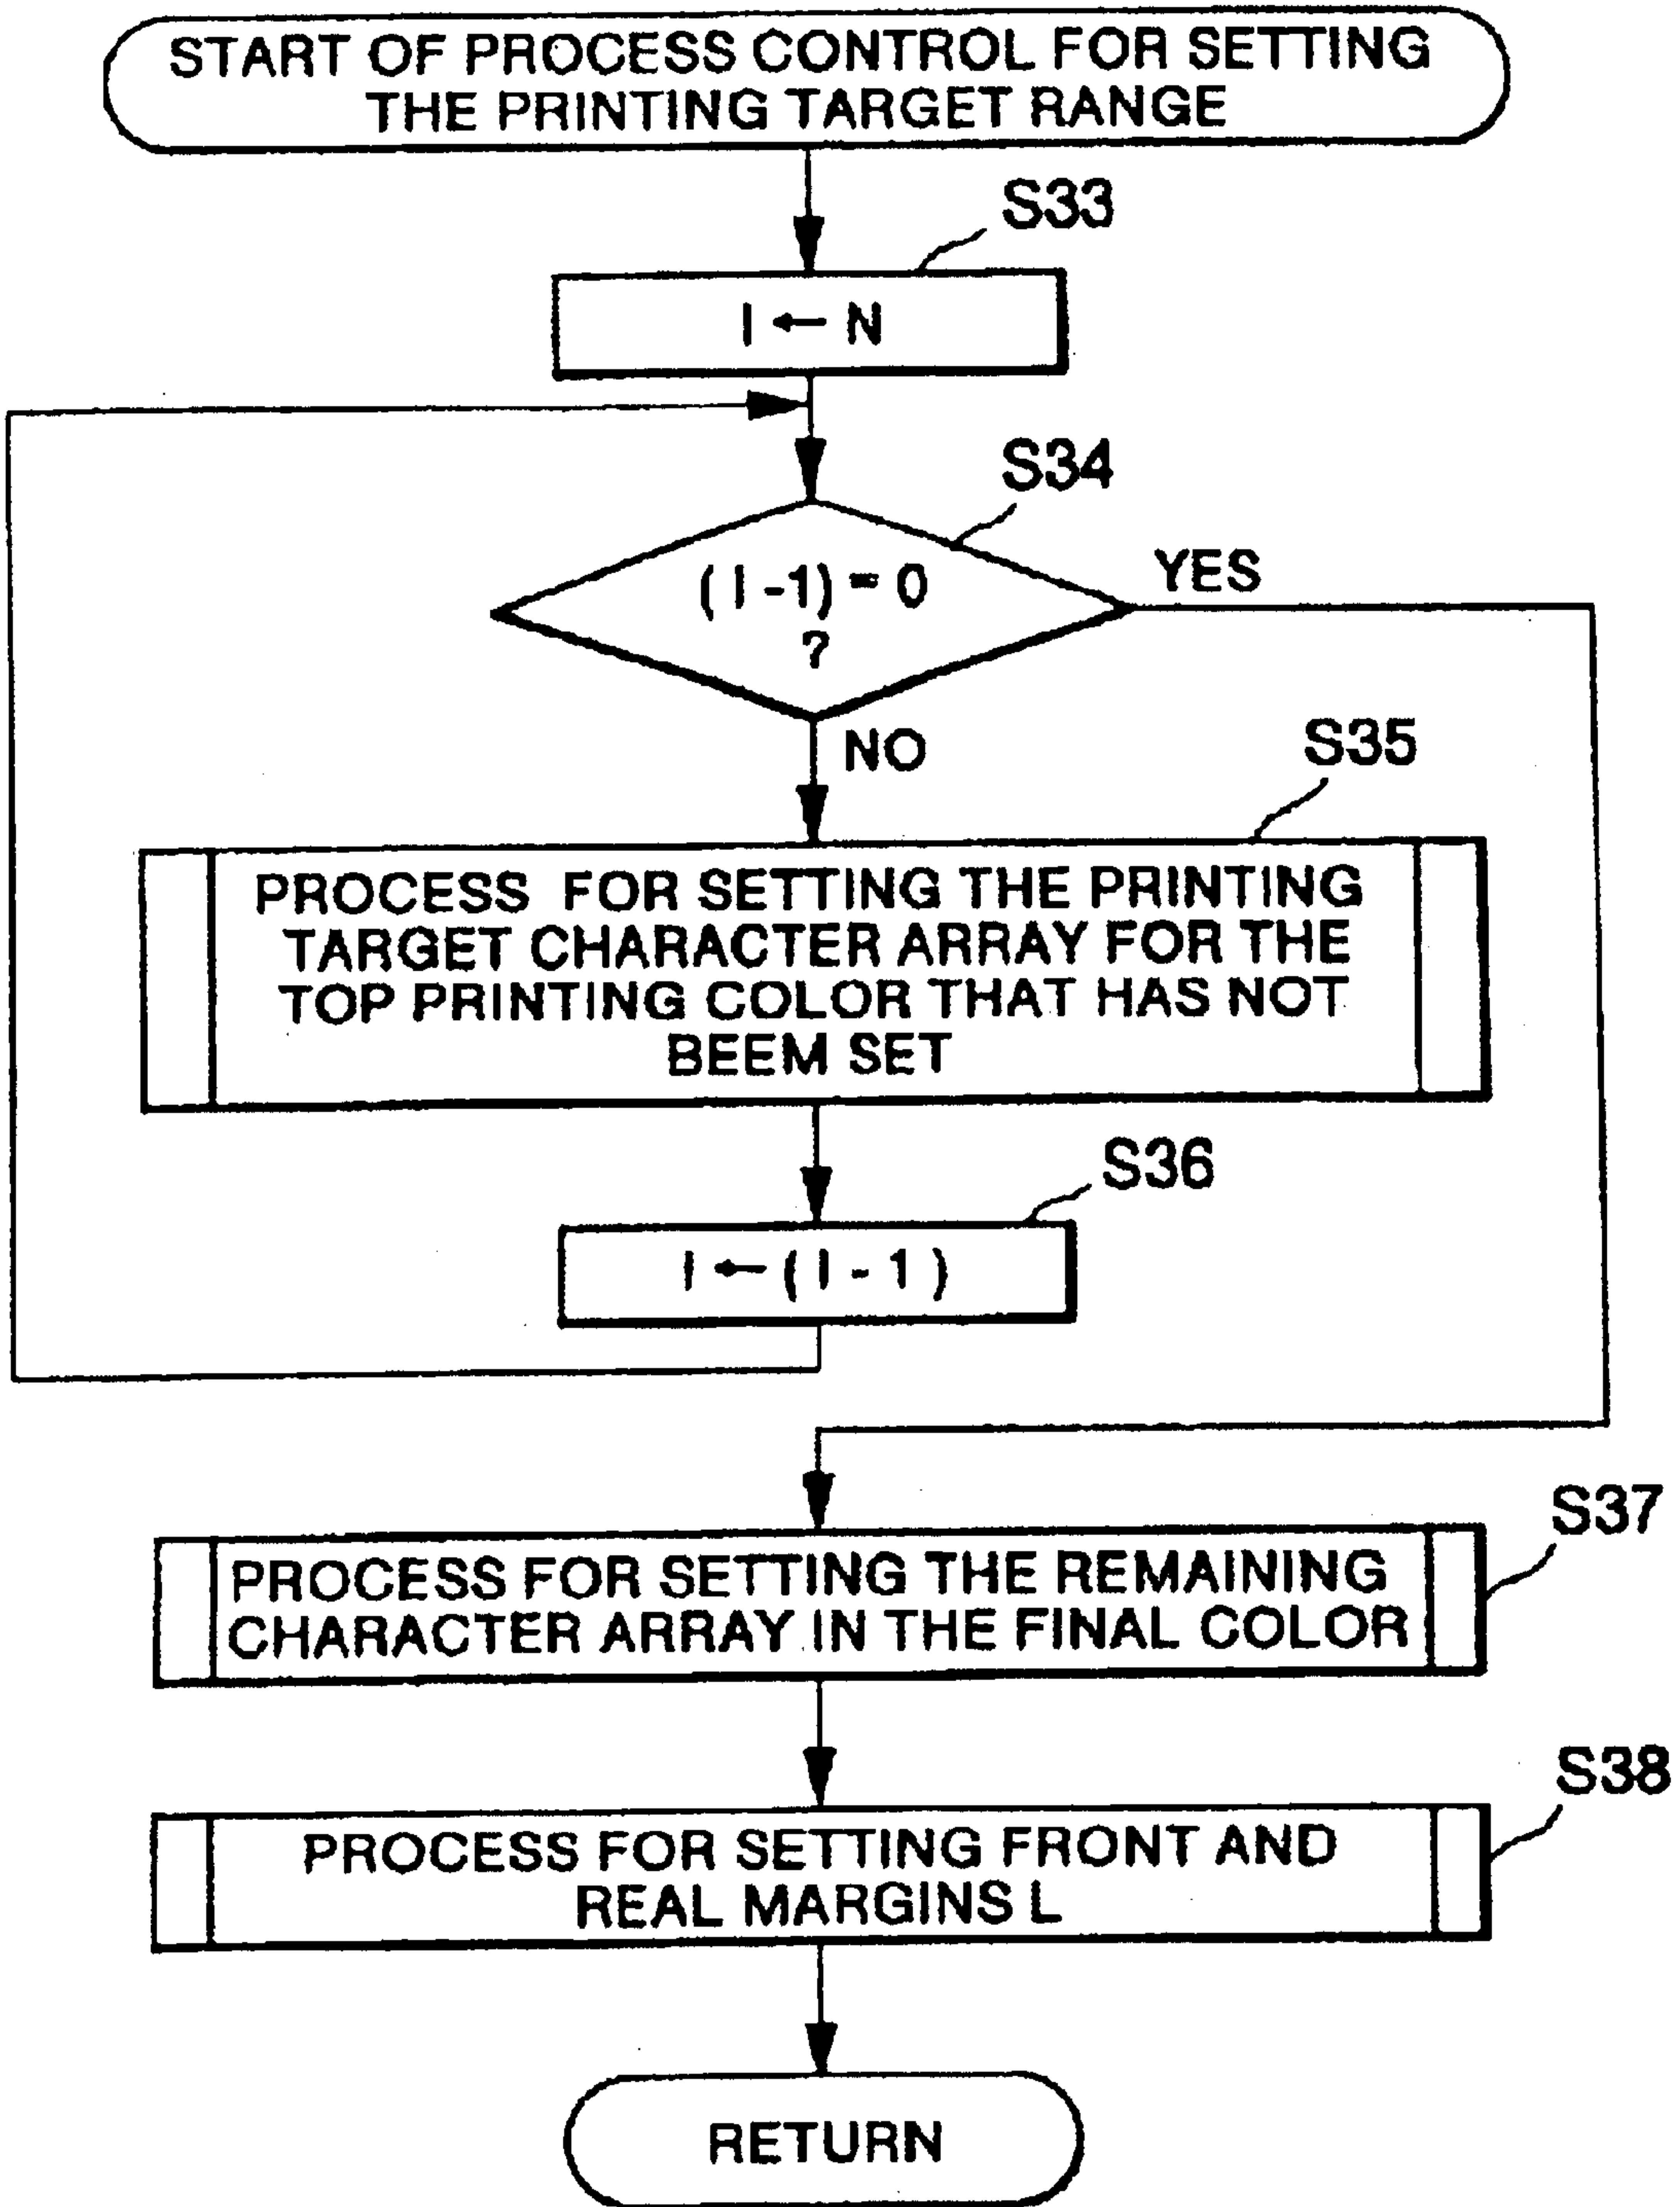 START OF PROCESS CONTROL FOR SETTING
THE PRINTING TARGET RANGE
S33
I ← N
S34
( I - 1 ) = 0
?
YES
NO
S35
PROCESS FOR SETTING THE PRINTING
TARGET CHARACTER ARRAY FOR THE
TOP PRINTING COLOR THAT HAS NOT
BEEM SET
S36
I ← ( I - 1 )
S37
PROCESS FOR SETTING THE REMAINING
CHARACTER ARRAY IN THE FINAL COLOR
S38
PROCESS FOR SETTING FRONT AND
REAL MARGINS L
RETURN